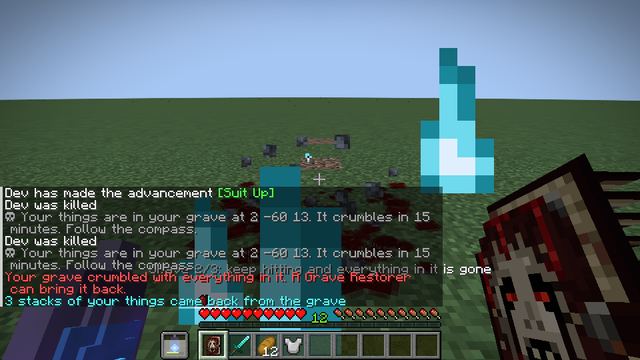 Dev has made the advancement [Suit Up]
Dev was killed
☠ Your things are in your grave at 2 -60 13. It crumbles in 15
minutes. Follow the compass.
Dev was killed
☠ Your things are in your grave at 2 -60 13. It crumbles in 15
minutes. Follow the compass.
2/3: keep hitting and everything in it is gone
Your grave crumbled with everything in it. A Grave Restorer
can bring it back.
3 stacks of your things came back from the grave
12
12